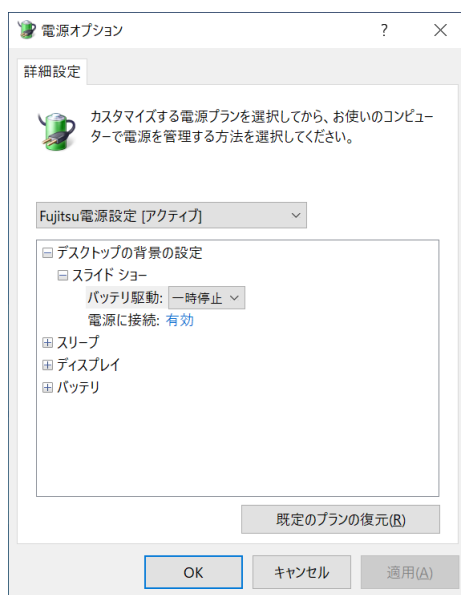 電源オプション
詳細設定
カスタマイズする電源プランを選択してから、お使いのコンピュー
ターで電源を管理する方法を選択してください。
Fujitsu電源設定 [アクティブ]
デスクトップの背景の設定
スライド ショー
バッテリ駆動: 一時停止
電源に接続: 有効
スリープ
ディスプレイ
バッテリ
既定のプランの復元(R)
OK キャンセル 適用(A)